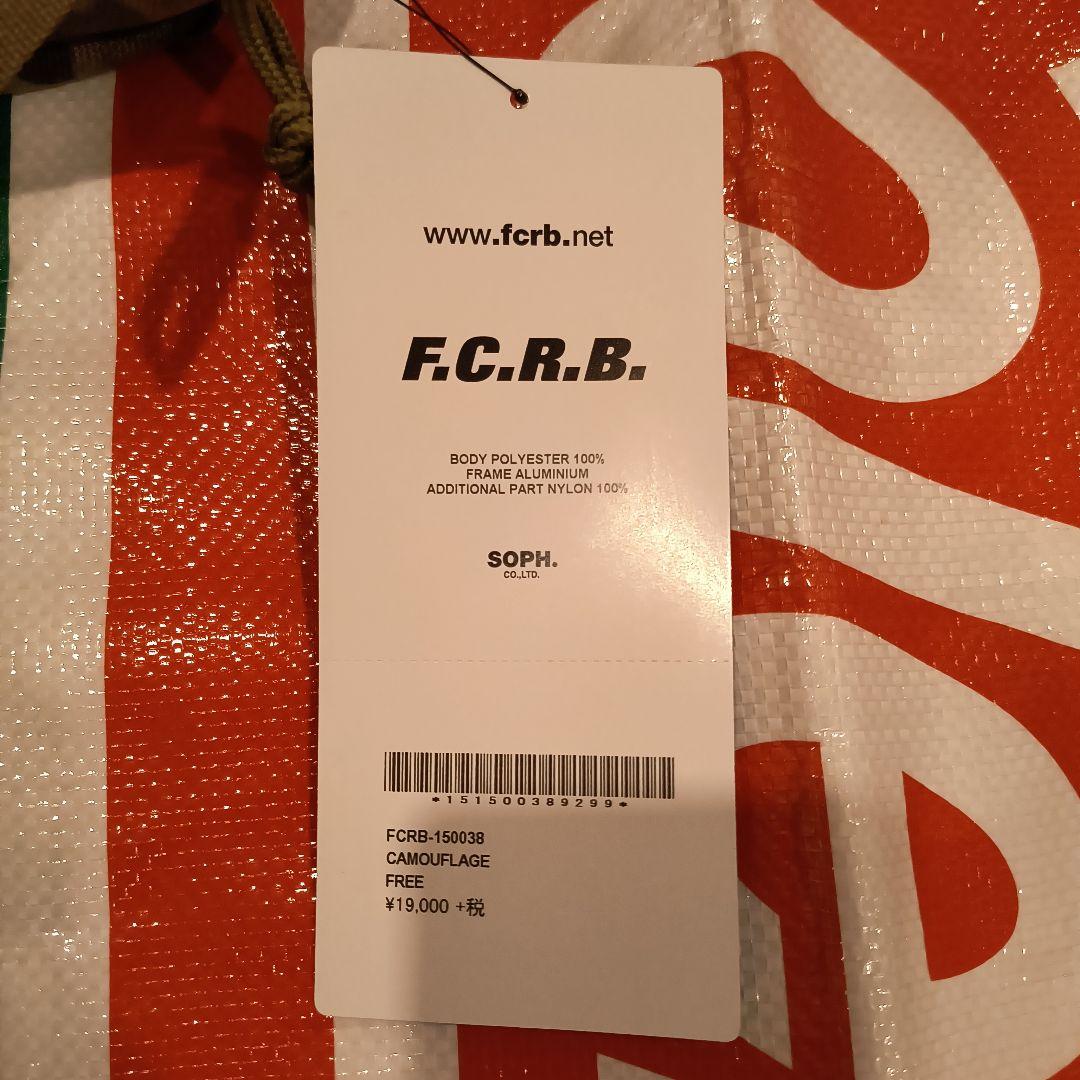 www.fcrb.net
F.C.R.B.
BODY POLYESTER 100%
FRAME ALUMINIUM
ADDITIONAL PART NYLON 100%
SOPH.
CO.,LTD.
*151500389299*
FCRB-150038
CAMOUFLAGE
FREE
¥19,000 +税